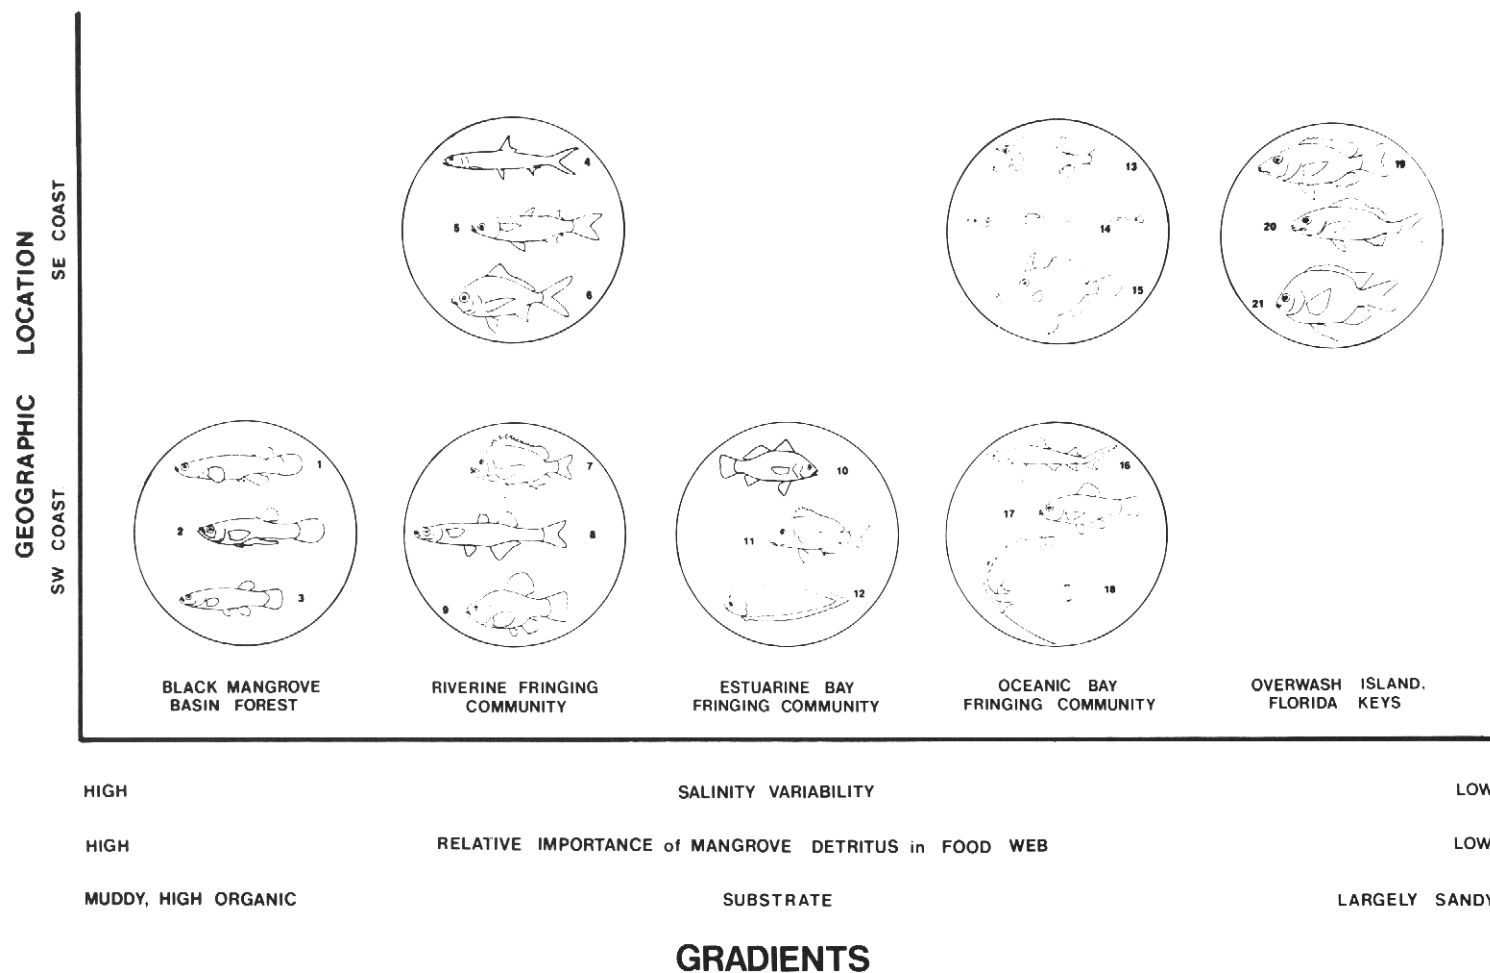 GEOGRAPHIC LOCATION
SE COAST
SW COAST
4
5
6
13
14
15
19
20
21
1
2
3
7
8
9
10
11
12
16
17
18
BLACK MANGROVE
BASIN FOREST
RIVERINE FRINGING
COMMUNITY
ESTUARINE BAY
FRINGING COMMUNITY
OCEANIC BAY
FRINGING COMMUNITY
OVERWASH ISLAND,
FLORIDA KEYS
HIGH SALINITY VARIABILITY LOW
HIGH RELATIVE IMPORTANCE of MANGROVE DETRITUS in FOOD WEB LOW
MUDDY, HIGH ORGANIC SUBSTRATE LARGELY SANDY
GRADIENTS